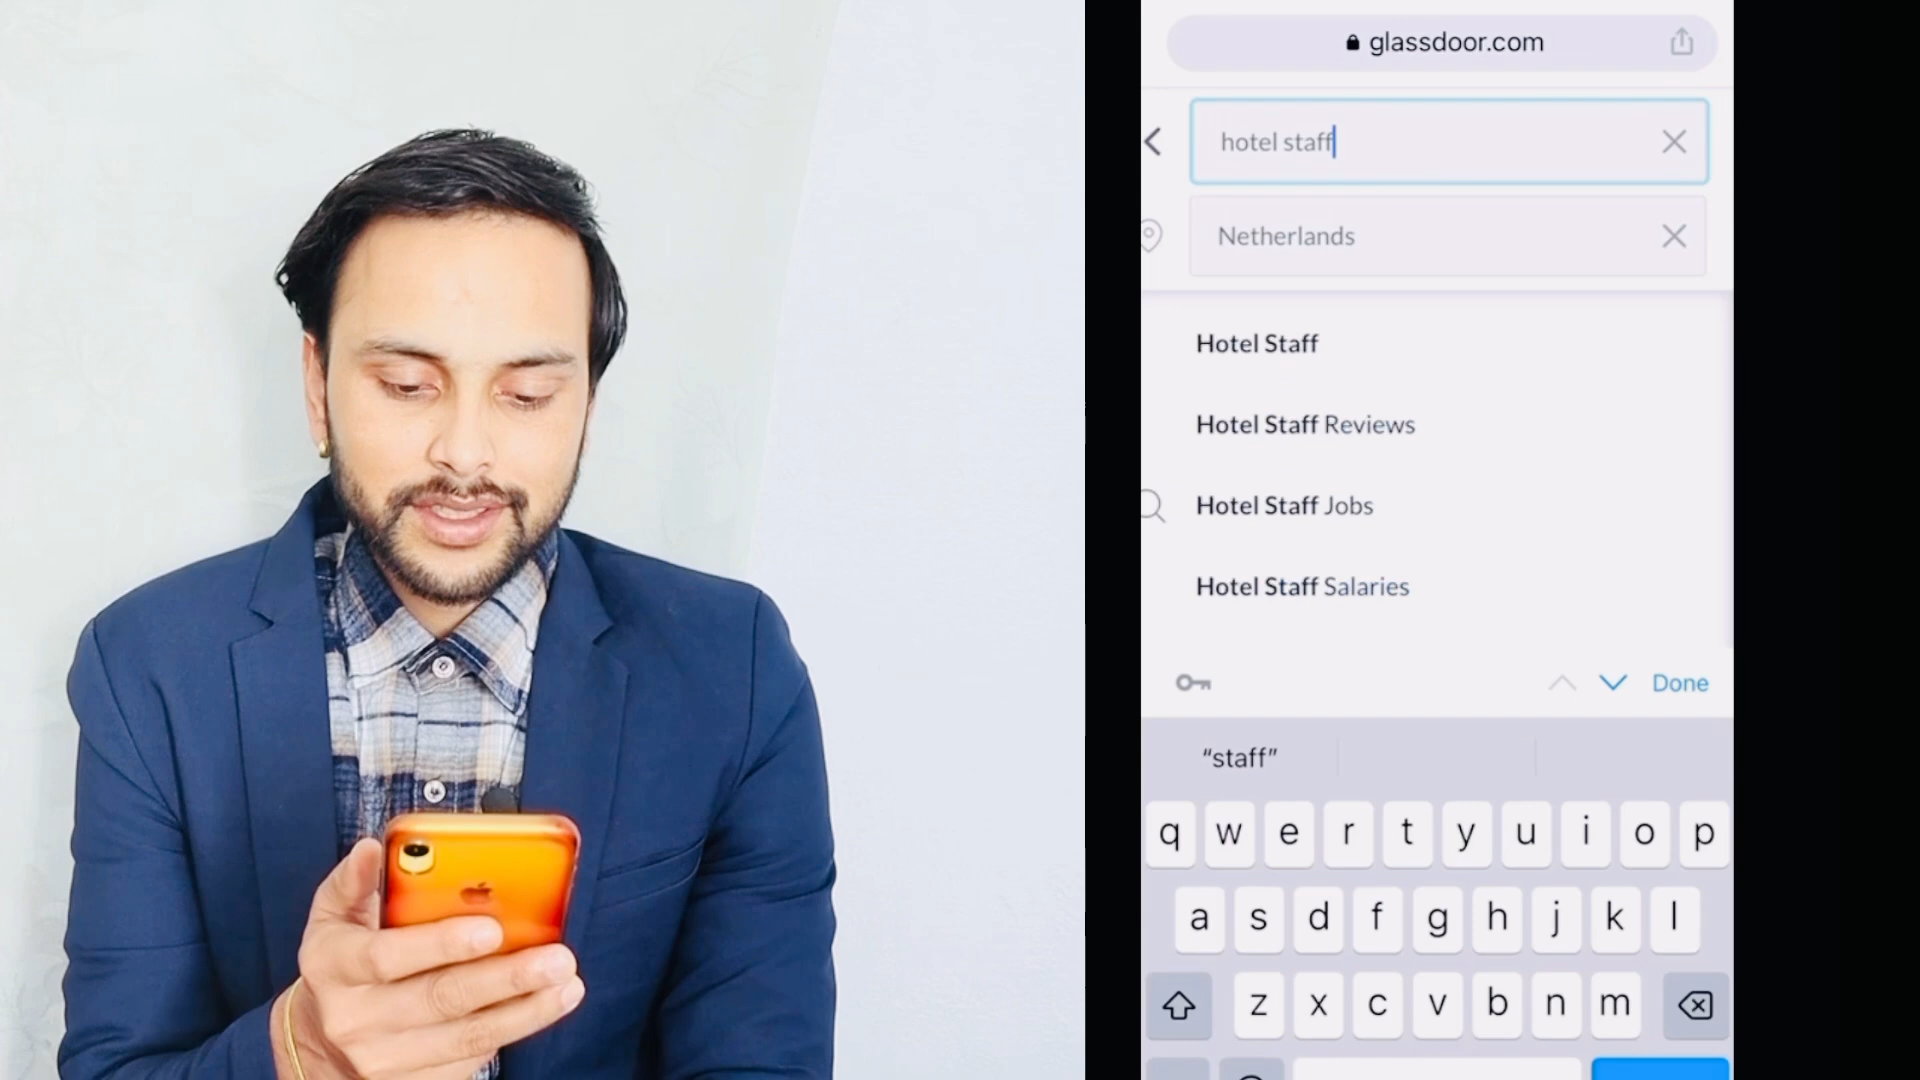 glassdoor.com
hotel staff
Netherlands
Hotel Staff
Hotel Staff Reviews
Hotel Staff Jobs
Hotel Staff Salaries
Done
“staff”
q w e r t y u i o p
a s d f g h j k l
z x c v b n m